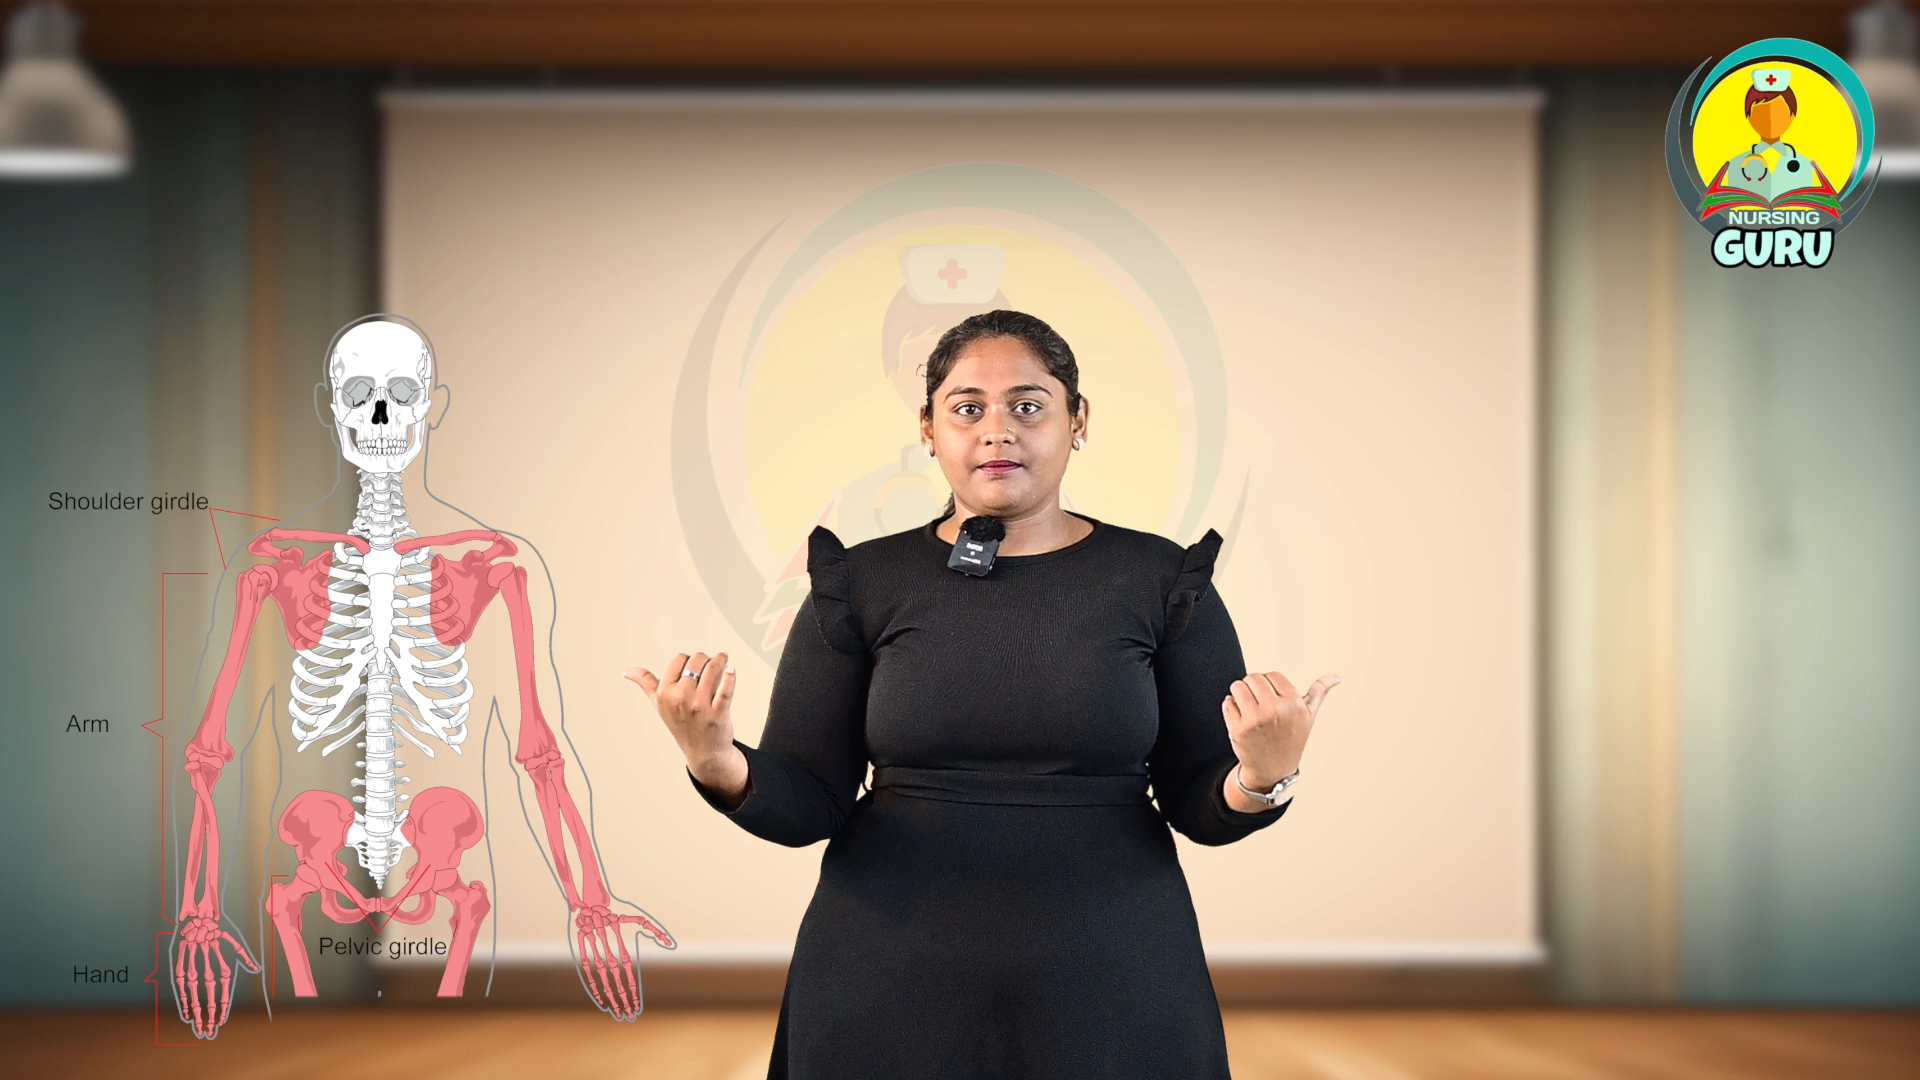 NURSING
GURU
Shoulder girdle
Arm
Pelvic girdle
Hand